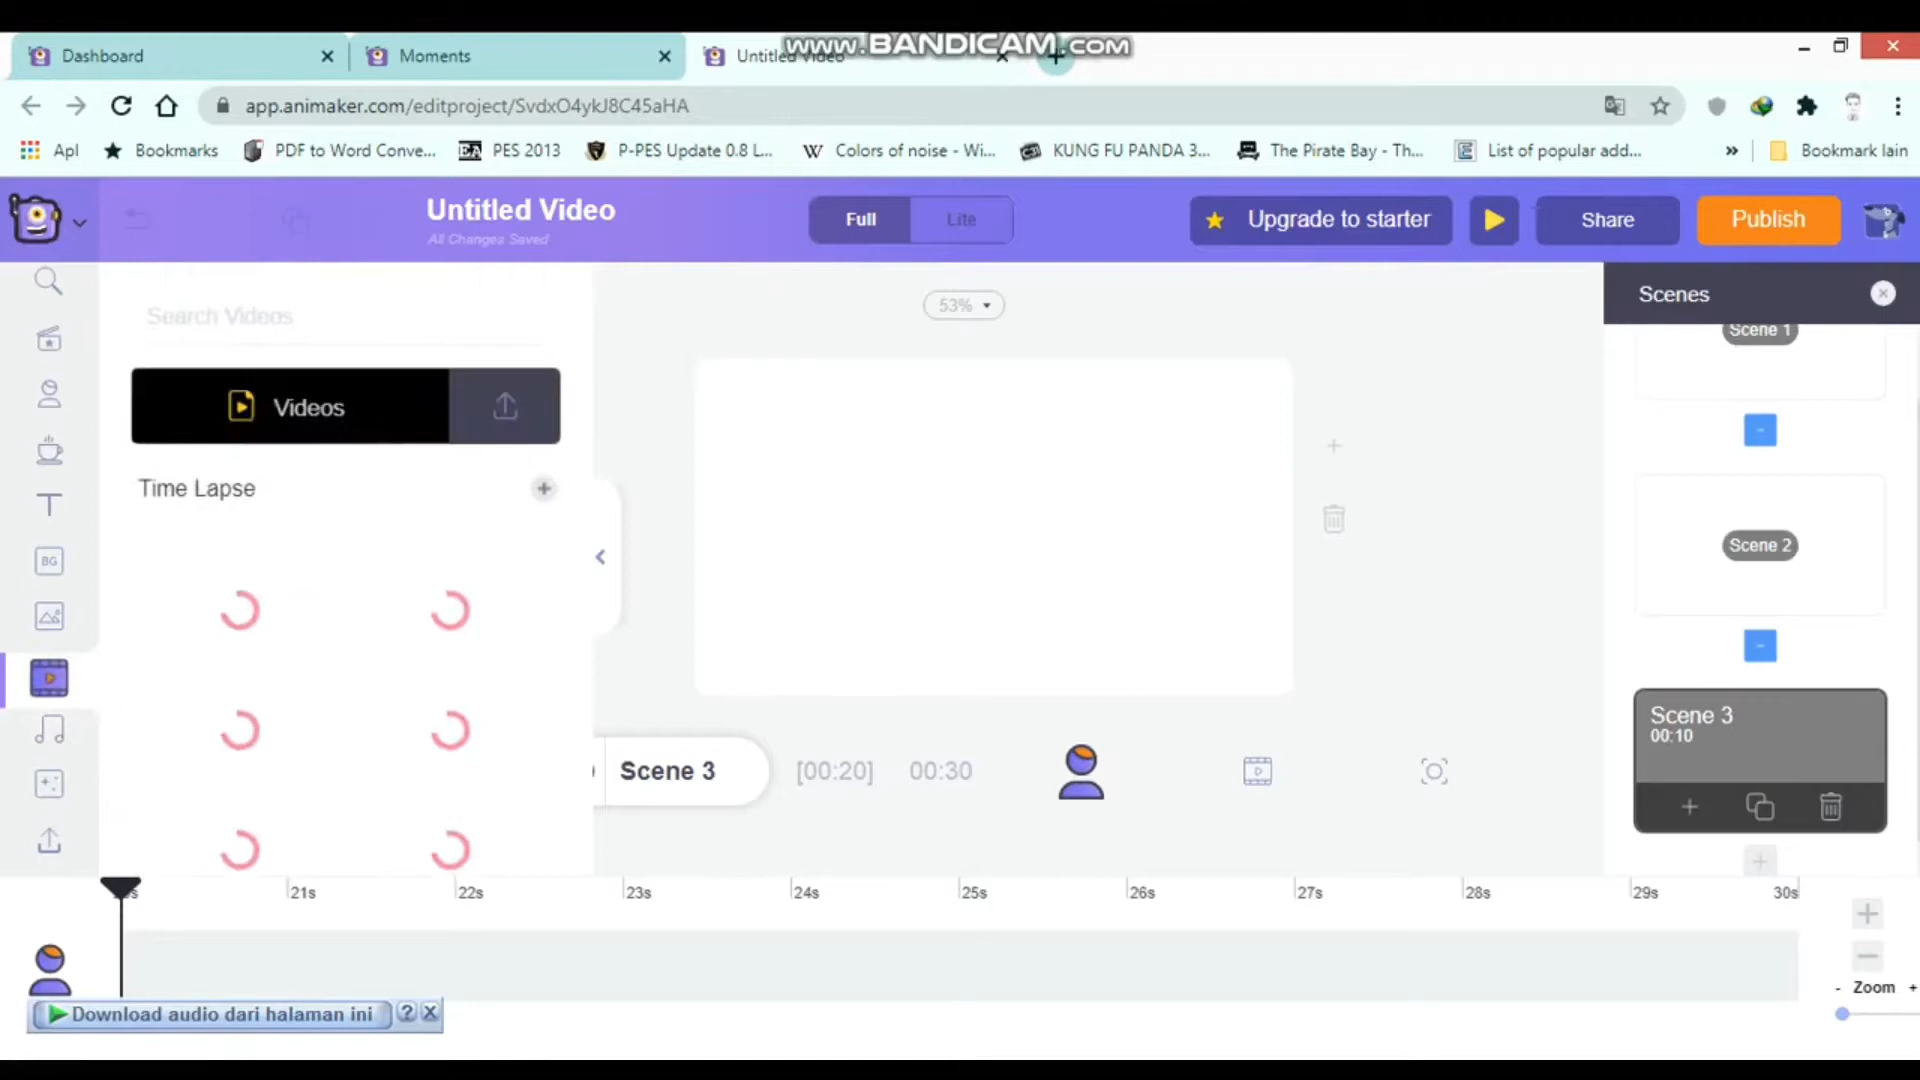 www.BANDICAM.com
Dashboard
Moments
Untitled Video
app.animaker.com/editproject/SvdxO4ykJ8C45aHA
Apl
Bookmarks
PDF to Word Conve...
PES 2013
P-PES Update 0.8 L...
Colors of noise - Wi...
KUNG FU PANDA 3...
The Pirate Bay - Th...
List of popular add...
»
Bookmark lain
Untitled Video
All Changes Saved
Full
Lite
Upgrade to starter
Share
Publish
Search Videos
53%
Scenes
Scene 1
Videos
Time Lapse
BG
Scene 2
Scene 3
00:10
Scene 3
[00:20]
00:30
21s
22s
23s
24s
25s
26s
27s
28s
29s
30s
- Zoom +
Download audio dari halaman ini